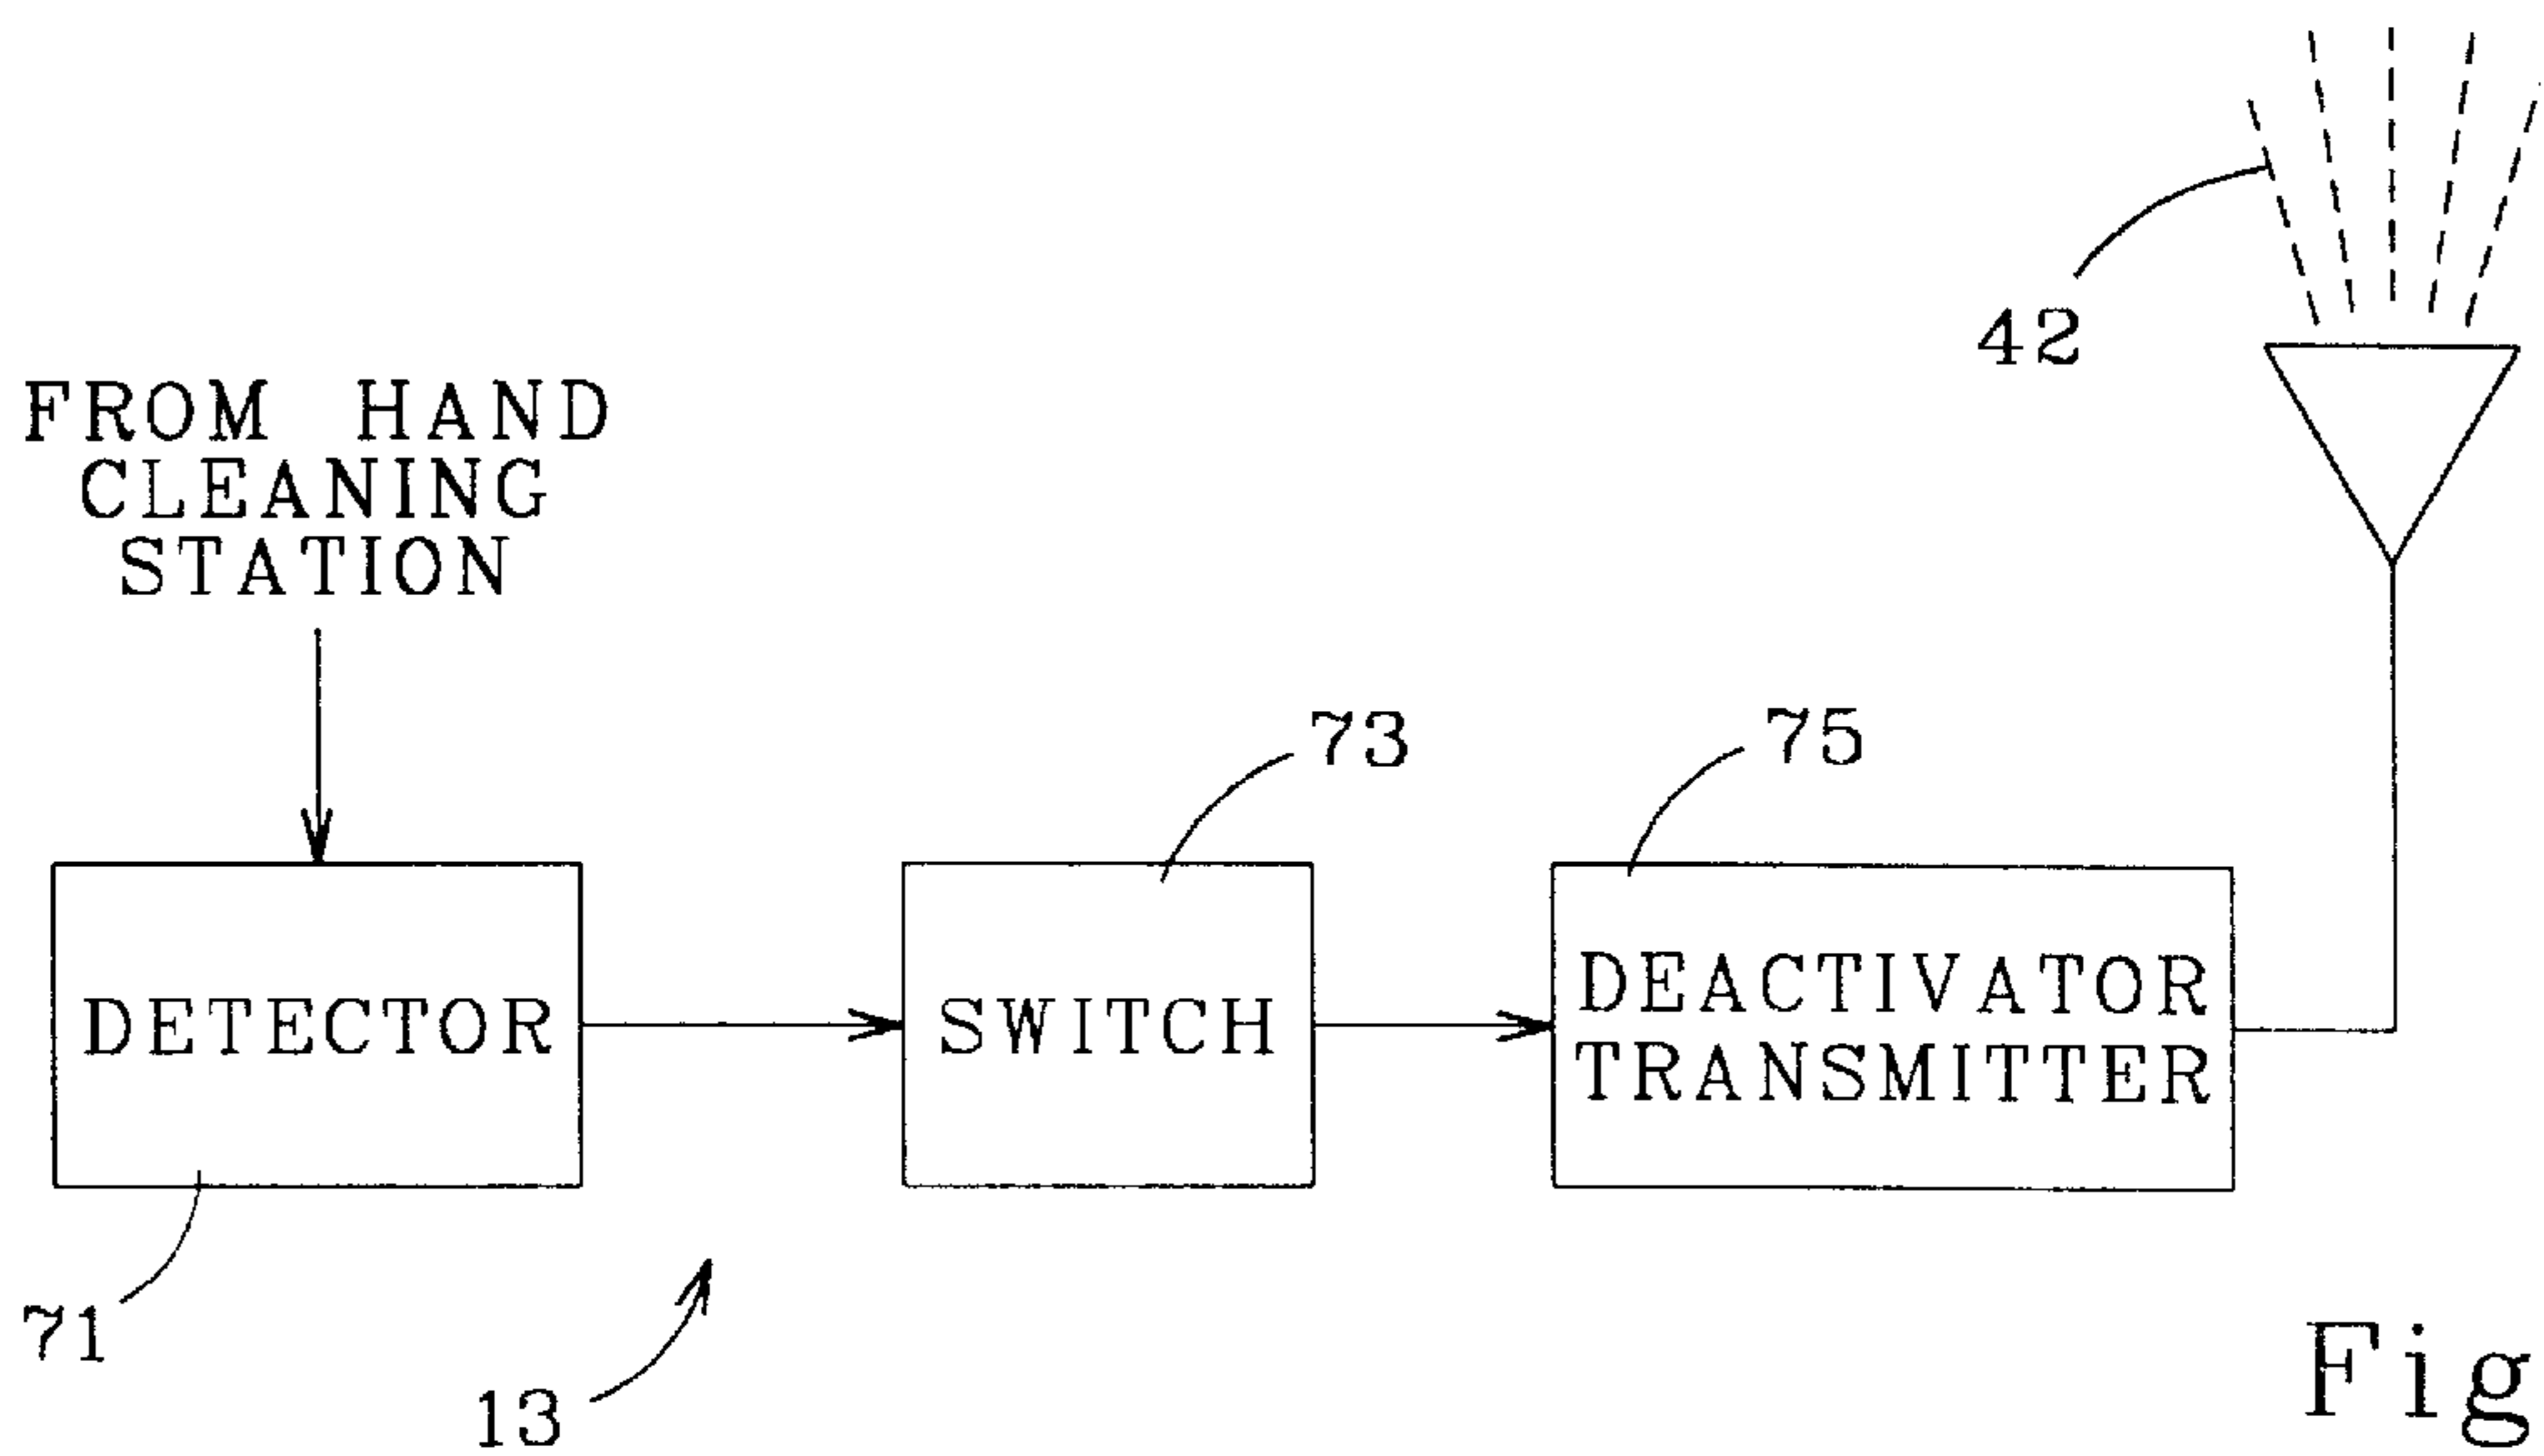 42
FROM HAND
CLEANING
STATION
73
75
DETECTOR
SWITCH
DEACTIVATOR
TRANSMITTER
71
13
Fig